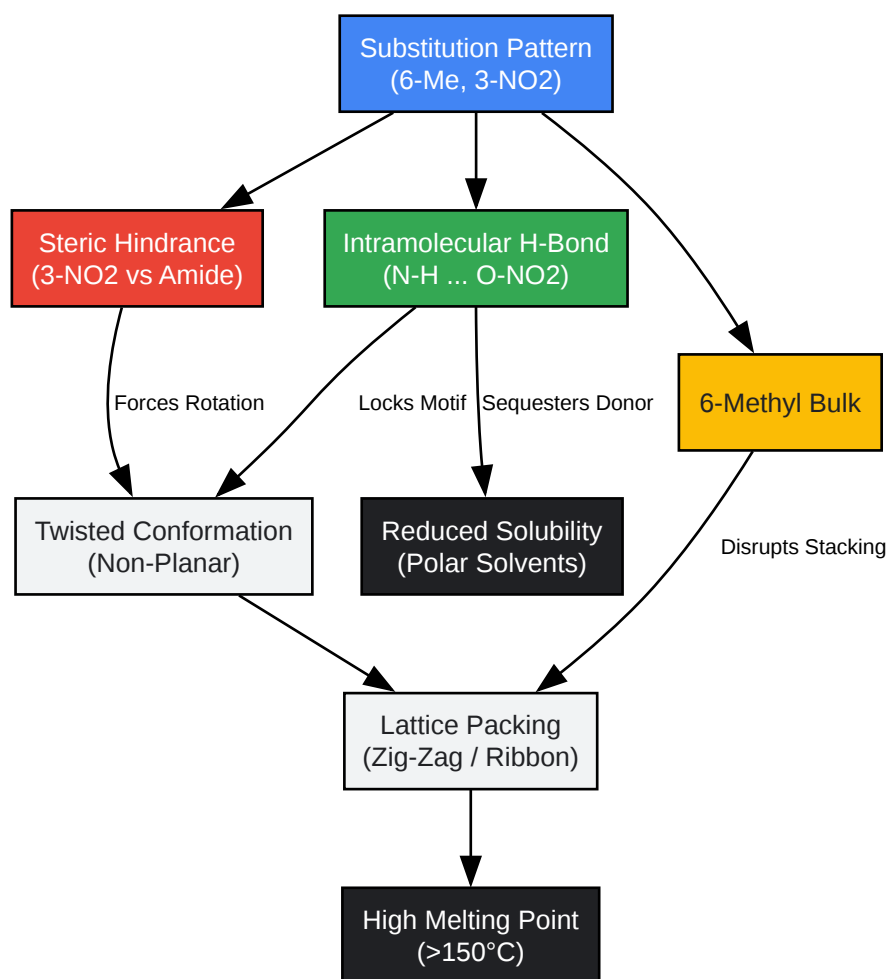 Substitution Pattern
(6-Me, 3-NO2)
Steric Hindrance
(3-NO2 vs Amide)
Intramolecular H-Bond
(N-H ... O-NO2)
6-Methyl Bulk
Forces Rotation
Locks Motif
Sequesters Donor
Twisted Conformation
(Non-Planar)
Reduced Solubility
(Polar Solvents)
Disrupts Stacking
Lattice Packing
(Zig-Zag / Ribbon)
High Melting Point
(>150°C)